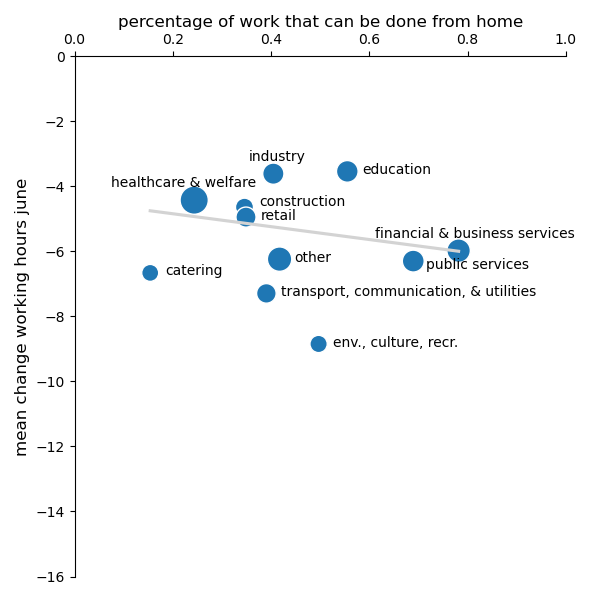 percentage of work that can be done from home
0.0 0.2 0.4 0.6 0.8 1.0
0
−2
industry
education
−4
healthcare & welfare
construction
retail
financial & business services
−6
other
public services
catering
transport, communication, & utilities
−8
env., culture, recr.
−10
−12
−14
−16
mean change working hours june